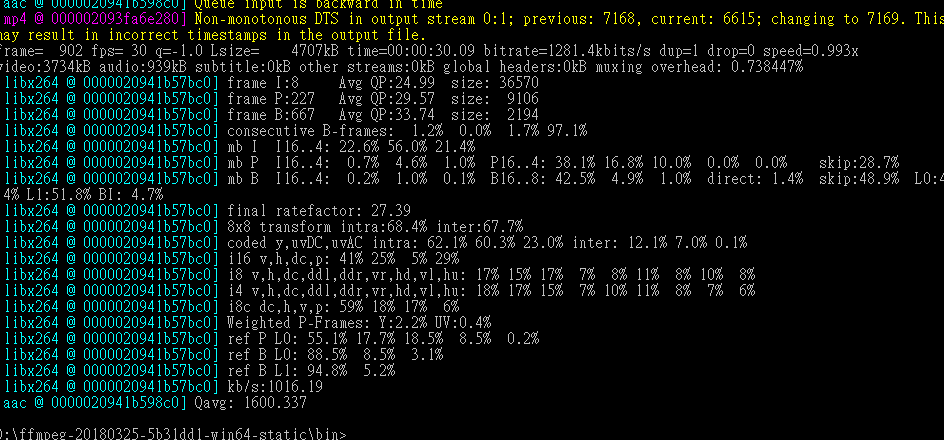 aac @ 0000020941b598c0] Queue input is backward in time
mp4 @ 000002093fa6e280] Non-monotonous DTS in output stream 0:1; previous: 7168, current: 6615; changing to 7169. This
may result in incorrect timestamps in the output file.
frame=  902 fps= 30 q=-1.0 Lsize=    4707kB time=00:00:30.09 bitrate=1281.4kbits/s dup=1 drop=0 speed=0.993x
video:3734kB audio:939kB subtitle:0kB other streams:0kB global headers:0kB muxing overhead: 0.738447%
libx264 @ 0000020941b57bc0] frame I:8     Avg QP:24.99  size: 36570
libx264 @ 0000020941b57bc0] frame P:227   Avg QP:29.57  size:  9106
libx264 @ 0000020941b57bc0] frame B:667   Avg QP:33.74  size:  2194
libx264 @ 0000020941b57bc0] consecutive B-frames:  1.2%  0.0%  1.7% 97.1%
libx264 @ 0000020941b57bc0] mb I  I16..4: 22.6% 56.0% 21.4%
libx264 @ 0000020941b57bc0] mb P  I16..4:  0.7%  4.6%  1.0%  P16..4: 38.1% 16.8% 10.0%  0.0%  0.0%    skip:28.7%
libx264 @ 0000020941b57bc0] mb B  I16..4:  0.2%  1.0%  0.1%  B16..8: 42.5%  4.9%  1.0%  direct: 1.4%  skip:48.9%  L0:4
4% L1:51.8% BI: 4.7%
libx264 @ 0000020941b57bc0] final ratefactor: 27.39
libx264 @ 0000020941b57bc0] 8x8 transform intra:68.4% inter:67.7%
libx264 @ 0000020941b57bc0] coded y,uvDC,uvAC intra: 62.1% 60.3% 23.0% inter: 12.1% 7.0% 0.1%
libx264 @ 0000020941b57bc0] i16 v,h,dc,p: 41% 25%  5% 29%
libx264 @ 0000020941b57bc0] i8 v,h,dc,ddl,ddr,vr,hd,vl,hu: 17% 15% 17%  7%  8% 11%  8% 10%  8%
libx264 @ 0000020941b57bc0] i4 v,h,dc,ddl,ddr,vr,hd,vl,hu: 18% 17% 15%  7% 10% 11%  8%  7%  6%
libx264 @ 0000020941b57bc0] i8c dc,h,v,p: 59% 18% 17%  6%
libx264 @ 0000020941b57bc0] Weighted P-Frames: Y:2.2% UV:0.4%
libx264 @ 0000020941b57bc0] ref P L0: 55.1% 17.7% 18.5%  8.5%  0.2%
libx264 @ 0000020941b57bc0] ref B L0: 88.5%  8.5%  3.1%
libx264 @ 0000020941b57bc0] ref B L1: 94.8%  5.2%
libx264 @ 0000020941b57bc0] kb/s:1016.19
aac @ 0000020941b598c0] Qavg: 1600.337
:\ffmpeg-20180325-5b31dd1-win64-static\bin>